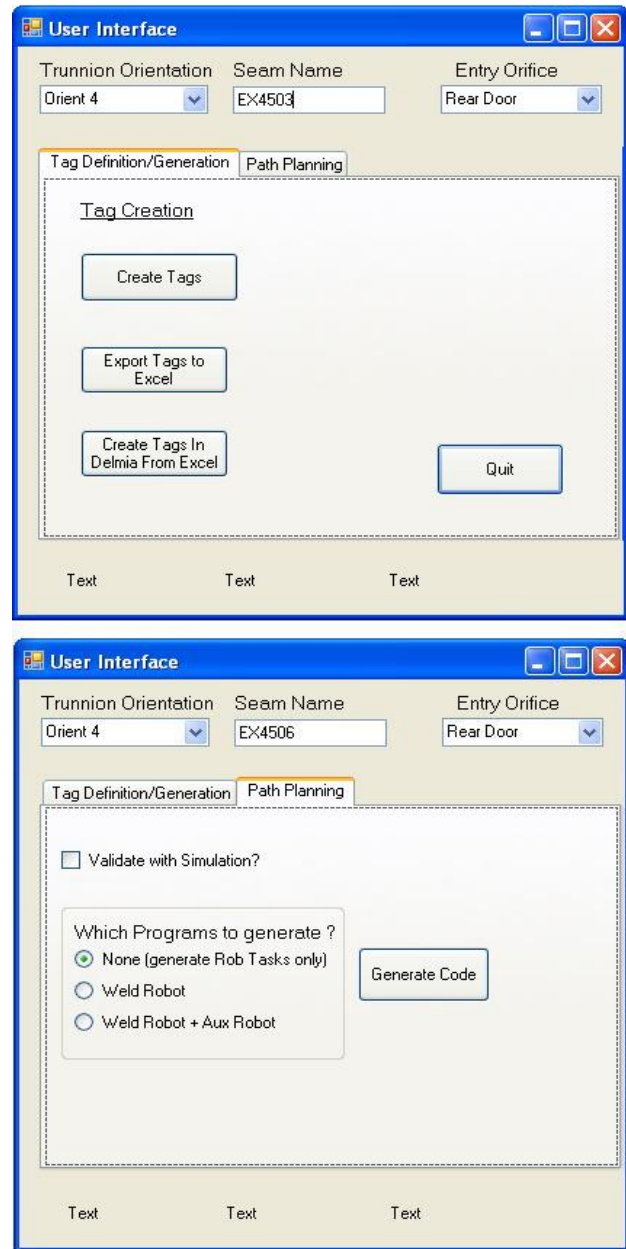 User Interface
Trunnion Orientation Seam Name Entry Orifice
Orient 4 EX4503 Rear Door
Tag Definition/Generation Path Planning
Tag Creation
Create Tags
Export Tags to
Excel
Create Tags In
Delmia From Excel
Quit
Text Text Text
User Interface
Trunnion Orientation Seam Name Entry Orifice
Orient 4 EX4506 Rear Door
Tag Definition/Generation Path Planning
Validate with Simulation?
Which Programs to generate ?
None (generate Rob Tasks only)
Generate Code
Weld Robot
Weld Robot + Aux Robot
Text Text Text